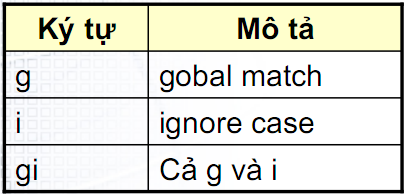 Ký tự Mô tả
g gobal match
i ignore case
gi Cả g và i